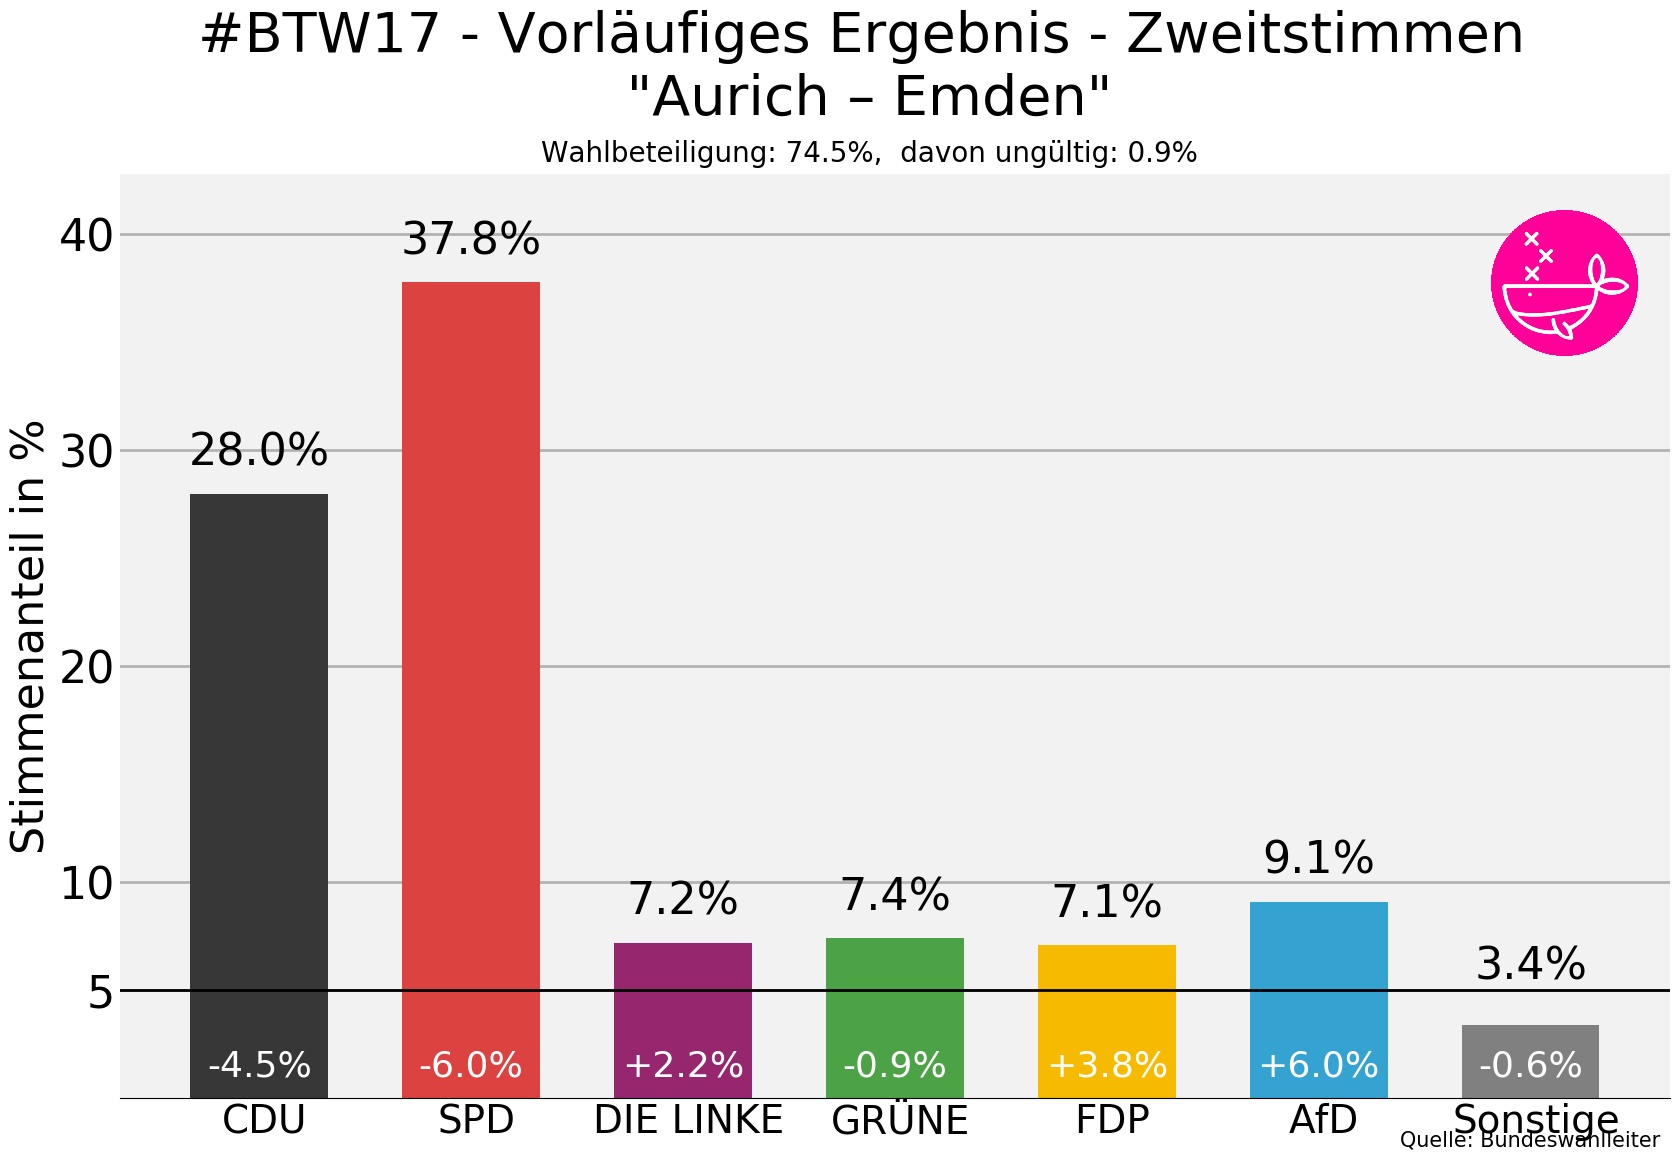 #BTW17 - Vorläufiges Ergebnis - Zweitstimmen
"Aurich – Emden"
Wahlbeteiligung: 74.5%,  davon ungültig: 0.9%
Stimmenanteil in %
40
30
20
10
5
28.0%
37.8%
7.2%
7.4%
7.1%
9.1%
3.4%
-4.5%
-6.0%
+2.2%
-0.9%
+3.8%
+6.0%
-0.6%
CDU
SPD
DIE LINKE
GRÜNE
FDP
AfD
Sonstige
Quelle: Bundeswahlleiter